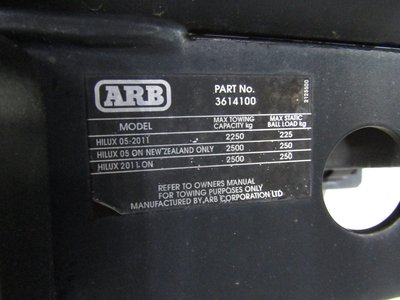 ARB
PART No.
3614100
MODEL MAX TOWING CAPACITY kg MAX STATIC BALL LOAD kg
HILUX 05-2011 2250 225
HILUX 05 ON NEW ZEALAND ONLY 2500 250
HILUX 2011 ON 2500 250
REFER TO OWNERS MANUAL
FOR TOWING PURPOSES ONLY
MANUFACTURED BY ARB CORPORATION LTD